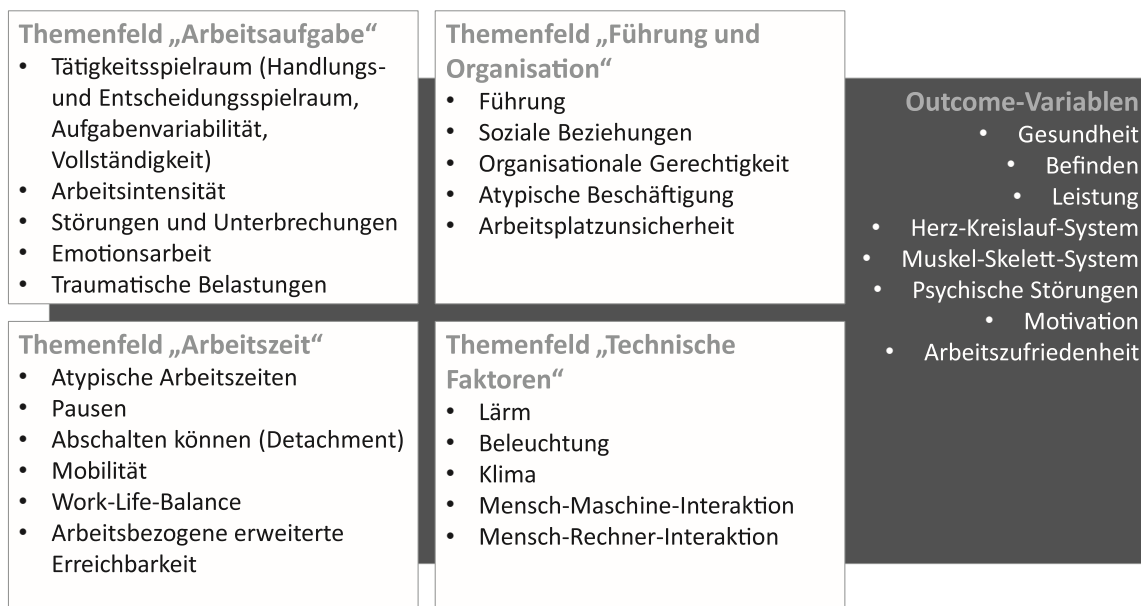 Themenfeld „Arbeitsaufgabe“
• Tätigkeitsspielraum (Handlungs-
und Entscheidungsspielraum,
Aufgabenvariabilität,
Vollständigkeit)
• Arbeitsintensität
• Störungen und Unterbrechungen
• Emotionsarbeit
• Traumatische Belastungen
Themenfeld „Führung und
Organisation“
• Führung
• Soziale Beziehungen
• Organisationale Gerechtigkeit
• Atypische Beschäftigung
• Arbeitsplatzunsicherheit
Themenfeld „Arbeitszeit“
• Atypische Arbeitszeiten
• Pausen
• Abschalten können (Detachment)
• Mobilität
• Work-Life-Balance
• Arbeitsbezogene erweiterte
Erreichbarkeit
Themenfeld „Technische
Faktoren“
• Lärm
• Beleuchtung
• Klima
• Mensch-Maschine-Interaktion
• Mensch-Rechner-Interaktion
Outcome-Variablen
• Gesundheit
• Befinden
• Leistung
• Herz-Kreislauf-System
• Muskel-Skelett-System
• Psychische Störungen
• Motivation
• Arbeitszufriedenheit